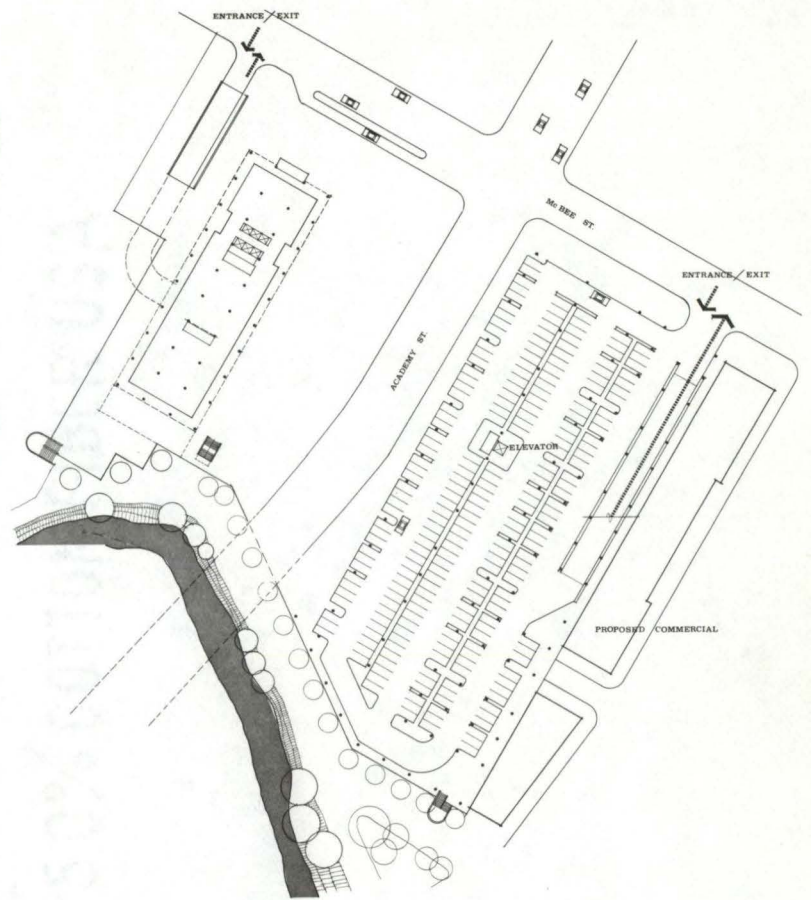 ENTRANCE / EXIT
Mc BEE ST.
ENTRANCE / EXIT
ACADEMY ST.
ELEVATOR
PROPOSED COMMERCIAL